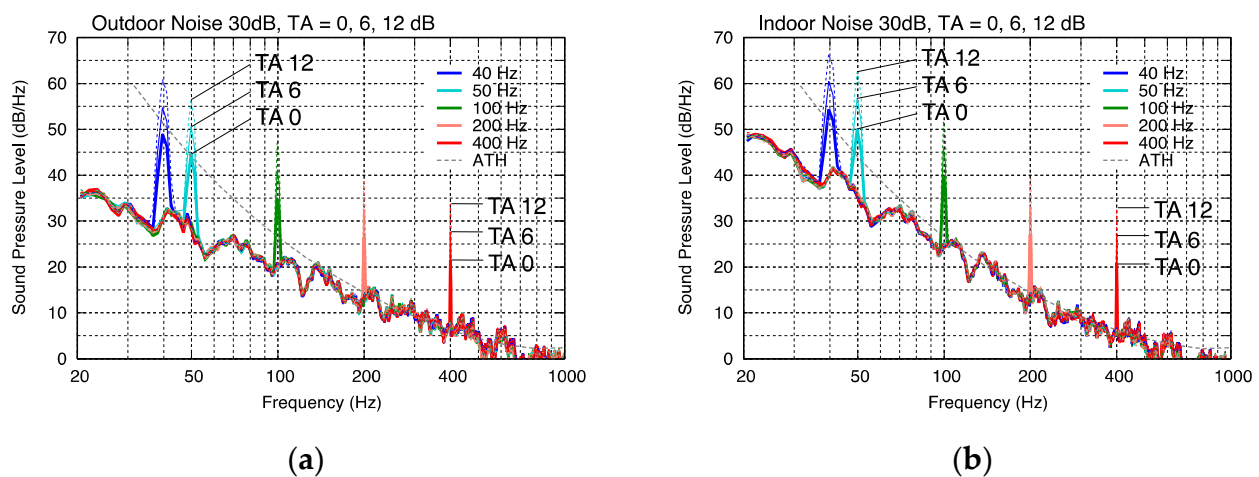 Outdoor Noise 30dB, TA = 0, 6, 12 dB
70
60
50
40
30
20
10
0
Sound Pressure Level (dB/Hz)
TA 12
TA 6
TA 0
40 Hz
50 Hz
100 Hz
200 Hz
400 Hz
ATH
TA 12
TA 6
TA 0
20 50 100 200 400 1000
Frequency (Hz)
(a)
Indoor Noise 30dB, TA = 0, 6, 12 dB
70
60
50
40
30
20
10
0
Sound Pressure Level (dB/Hz)
TA 12
TA 6
TA 0
40 Hz
50 Hz
100 Hz
200 Hz
400 Hz
ATH
TA 12
TA 6
TA 0
20 50 100 200 400 1000
Frequency (Hz)
(b)